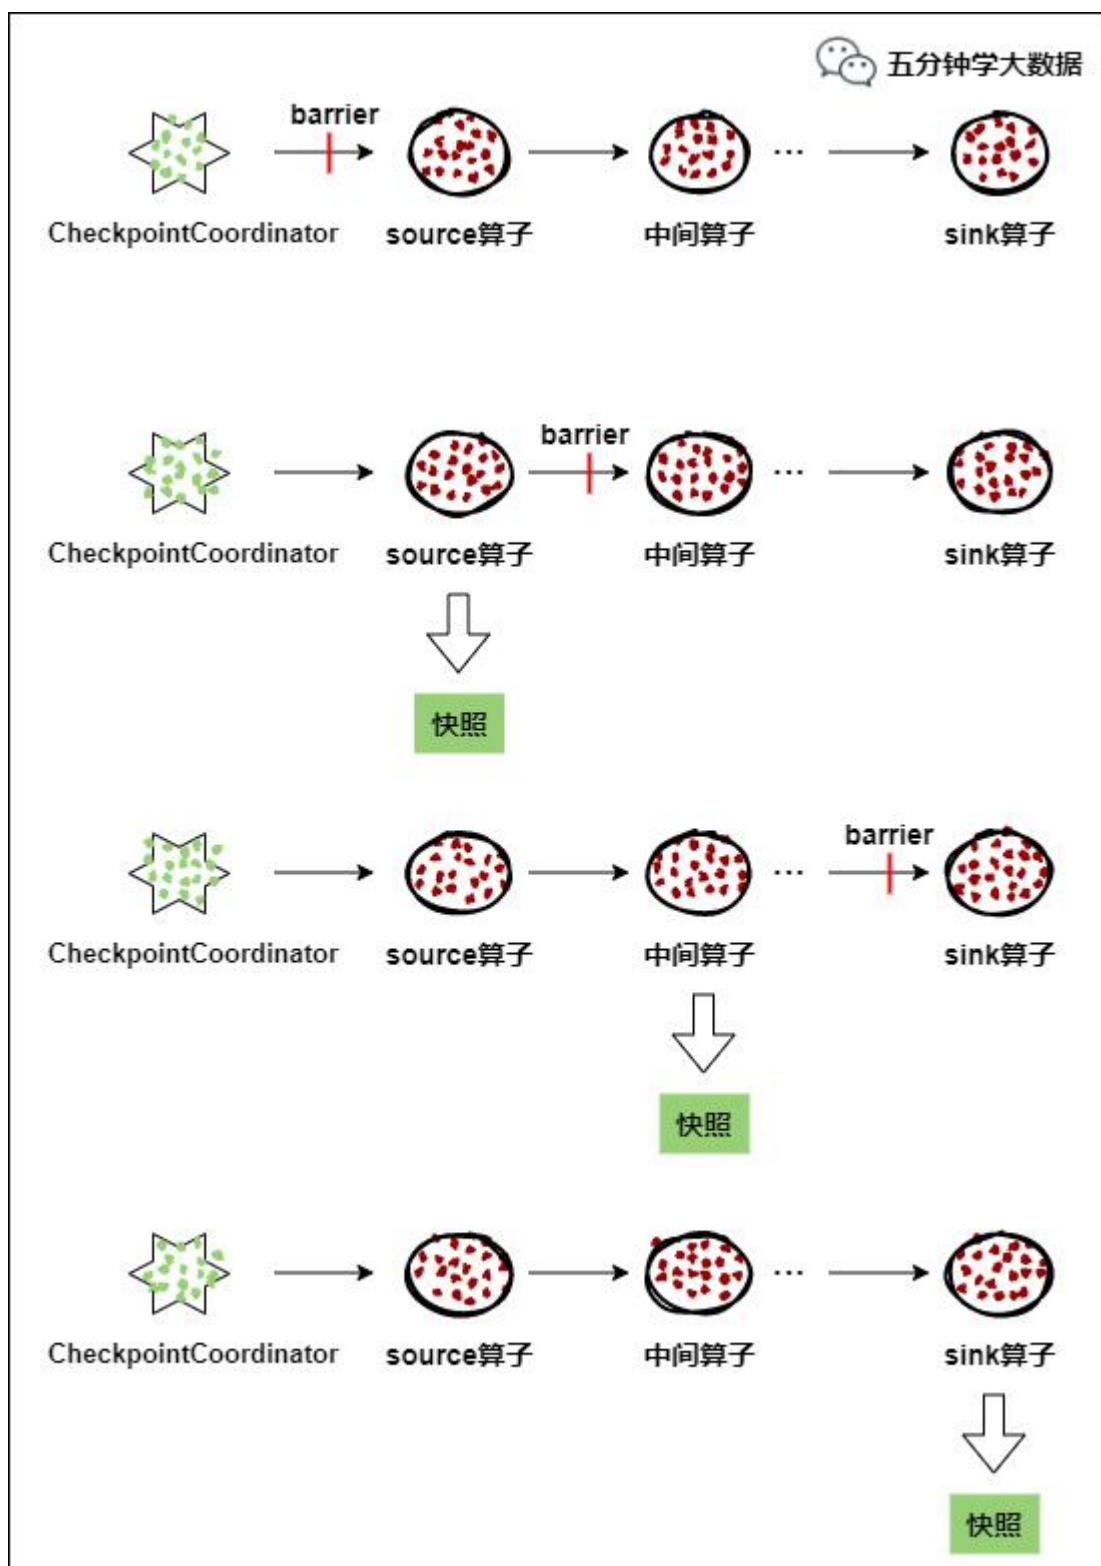 五分钟学大数据
barrier
CheckpointCoordinator source算子 中间算子 ... sink算子
barrier
CheckpointCoordinator source算子 中间算子 ... sink算子
快照
barrier
CheckpointCoordinator source算子 中间算子 ... sink算子
快照
CheckpointCoordinator source算子 中间算子 ... sink算子
快照